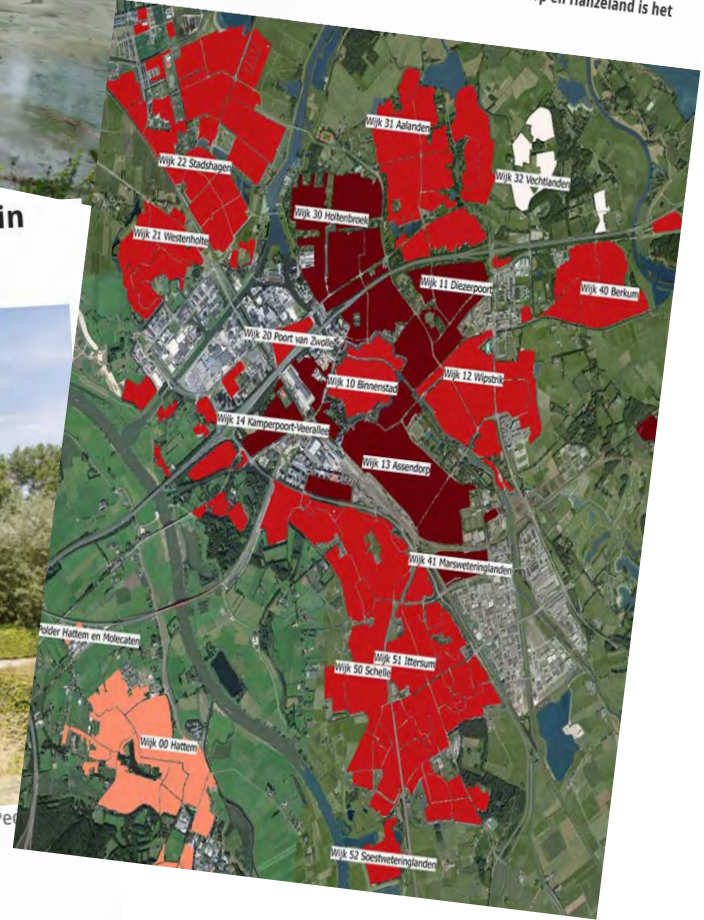 en Hanzeland is het
in
Wijk 31 Aalanden
Wijk 22 Stadshagen
Wijk 32 Vechtlanden
Wijk 30 Holtenbroek
Wijk 21 Westenholte
Wijk 11 Diezerpoort
Wijk 40 Berkum
Wijk 20 Poort van Zwolle
Wijk 10 Binnenstad
Wijk 12 Wipstrik
Wijk 14 Kamperpoort-Veerallee
Wijk 13 Assendorp
Wijk 41 Marsweteringlanden
Polder Hattem en Molecaten
Wijk 51 Ittersum
Wijk 50 Schelle
Wijk 00 Hattem
Wijk 52 Soestweteringlanden